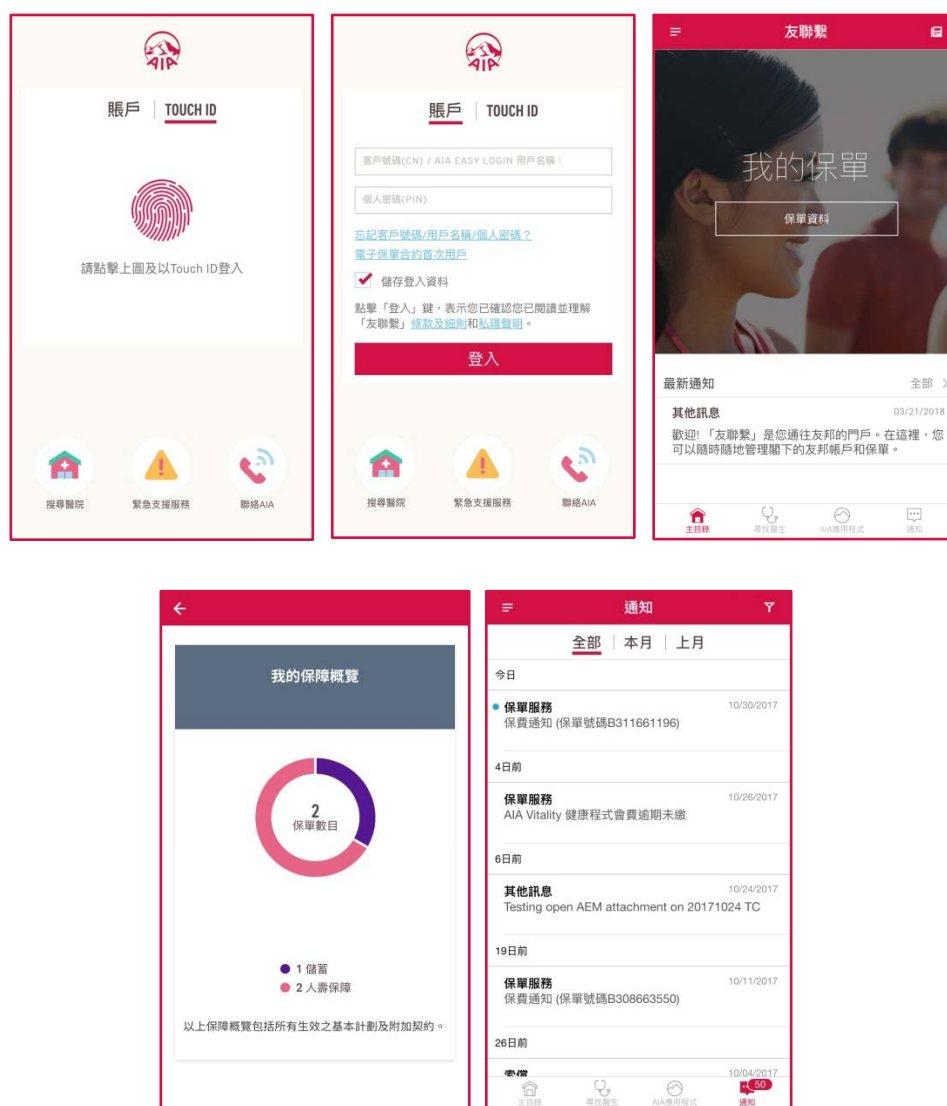 AIA
賬戶 | TOUCH ID
請點擊上圖及以Touch ID登入
搜尋醫院
緊急支援服務
聯絡AIA
AIA
賬戶 | TOUCH ID
客戶號碼(CN) / AIA EASY LOGIN 用戶名稱：
個人密碼(PIN)
忘記客戶號碼/用戶名稱/個人密碼？
電子保單合約首次用戶
儲存登入資料
點擊「登入」鍵，表示您已確認您已閱讀並理解
「友聯繫」條款及細則和私隱聲明。
登入
搜尋醫院
緊急支援服務
聯絡AIA
友聯繫
我的保單
保單資料
最新通知 全部
其他訊息 03/21/2018
歡迎! 「友聯繫」是您通往友邦的門戶。在這裡，您
可以隨時隨地管理閣下的友邦帳戶和保單。
主目錄
尋找醫生
AIA應用程式
通知
我的保障概覽
2
保單數目
1 儲蓄
2 人壽保障
以上保障概覽包括所有生效之基本計劃及附加契約。
通知
全部 | 本月 | 上月
今日
保單服務 10/30/2017
保費通知 (保單號碼B311661196)
4日前
保單服務 10/26/2017
AIA Vitality 健康程式會費逾期未繳
6日前
其他訊息 10/24/2017
Testing open AEM attachment on 20171024 TC
19日前
保單服務 10/11/2017
保費通知 (保單號碼B308663550)
26日前
索償 10/04/2017
50
主目錄
尋找醫生
AIA應用程式
通知